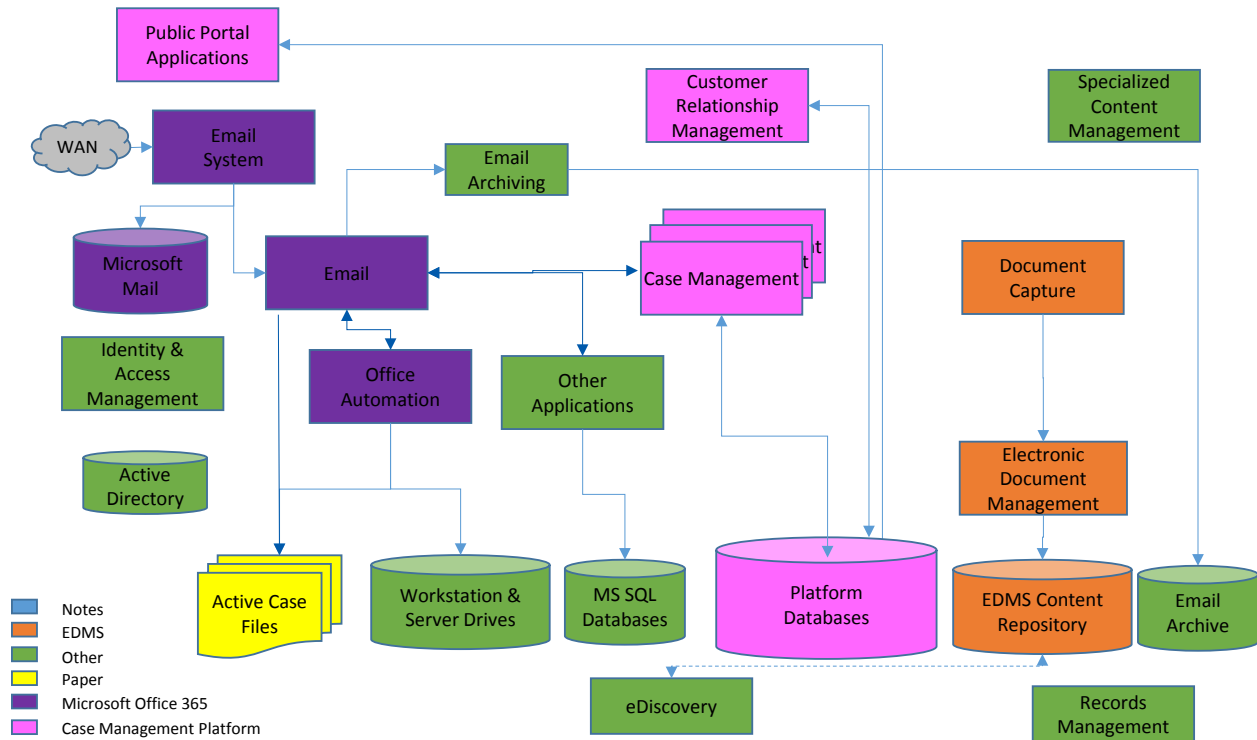 Public Portal
Applications
Customer
Relationship
Management
Specialized
Content
Management
WAN
Email
System
Email
Archiving
Microsoft
Mail
Email
nt
t
Case Management
Document
Capture
Identity &
Access
Management
Office
Automation
Other
Applications
Active
Directory
Electronic
Document
Management
Active Case
Files
Workstation &
Server Drives
MS SQL
Databases
Platform
Databases
EDMS Content
Repository
Email
Archive
Notes
EDMS
Other
Paper
Microsoft Office 365
Case Management Platform
eDiscovery
Records
Management